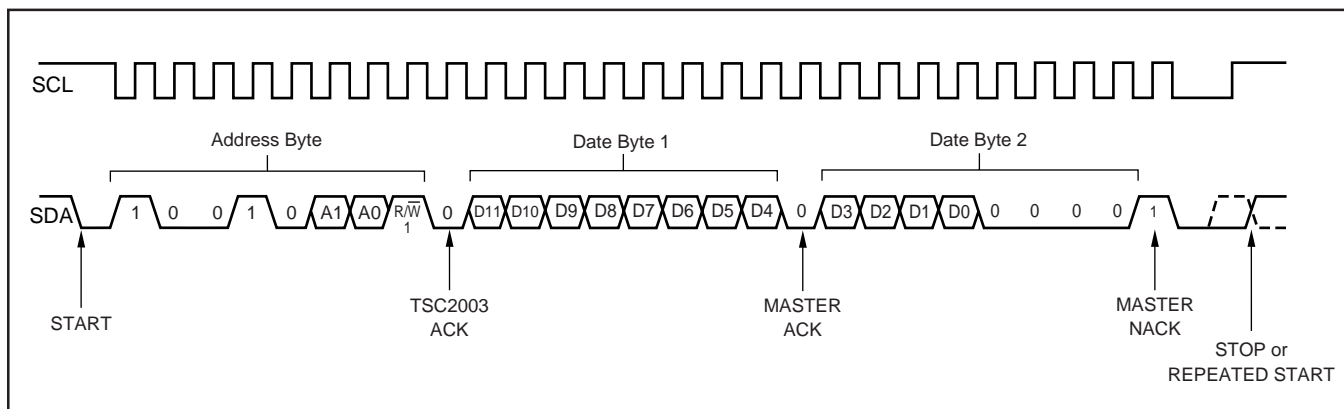 SCL
Address Byte
Date Byte 1
Date Byte 2
SDA
1 0 0 1 0 A1 A0 R/W̅ 1 0 D11 D10 D9 D8 D7 D6 D5 D4 0 D3 D2 D1 D0 0 0 0 0 1
START
TSC2003
ACK
MASTER
ACK
MASTER
NACK
STOP or
REPEATED START